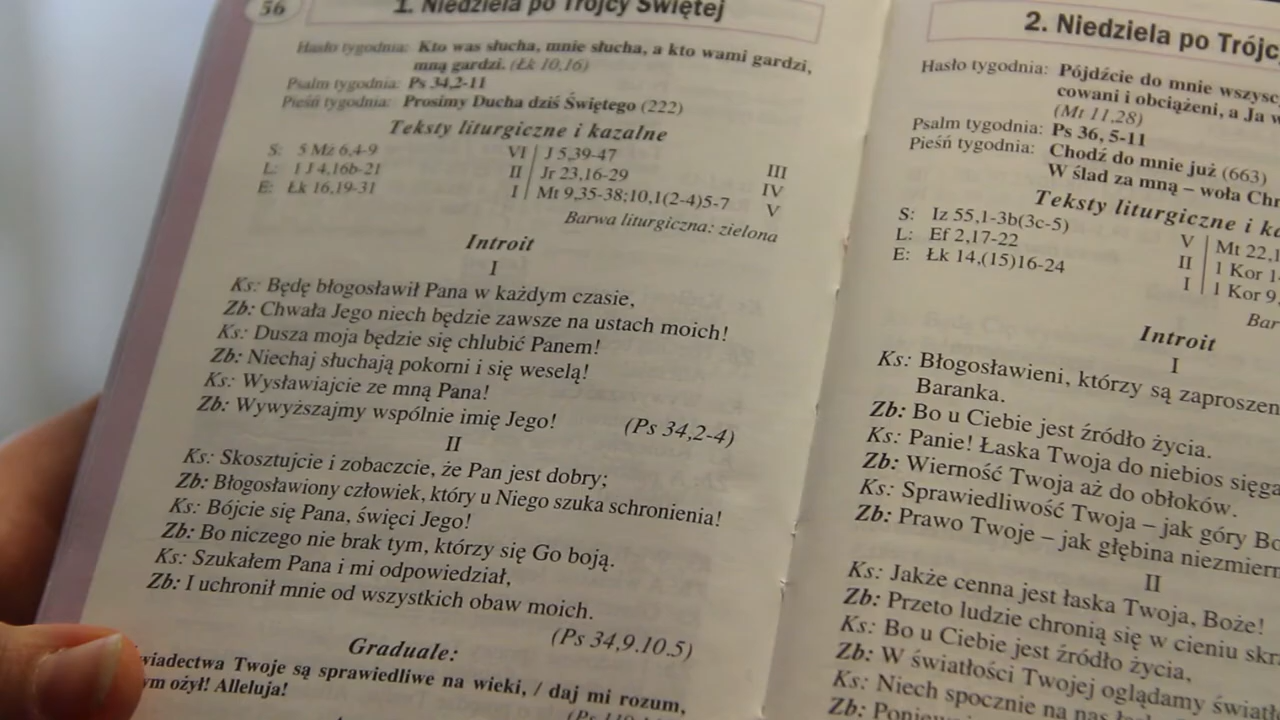 56
1. Niedziela po Trójcy Świętej
Hasło tygodnia: Kto was słucha, mnie słucha, a kto wami gardzi,
mną gardzi. (Łk 10,16)
Psalm tygodnia: Ps 34,2-11
Pieśń tygodnia: Prosimy Ducha dziś Świętego (222)
Teksty liturgiczne i kazalne
S: 5 Mż 6,4-9 VI J 5,39-47 III
L: 1 J 4,16b-21 II Jr 23,16-29 IV
E: Łk 16,19-31 I Mt 9,35-38;10,1(2-4)5-7 V
Barwa liturgiczna: zielona
Introit
I
Ks: Będę błogosławił Pana w każdym czasie,
Zb: Chwała Jego niech będzie zawsze na ustach moich!
Ks: Dusza moja będzie się chlubić Panem!
Zb: Niechaj słuchają pokorni i się weselą!
Ks: Wysławiajcie ze mną Pana!
Zb: Wywyższajmy wspólnie imię Jego! (Ps 34,2-4)
II
Ks: Skosztujcie i zobaczcie, że Pan jest dobry;
Zb: Błogosławiony człowiek, który u Niego szuka schronienia!
Ks: Bójcie się Pana, święci Jego!
Zb: Bo niczego nie brak tym, którzy się Go boją.
Ks: Szukałem Pana i mi odpowiedział,
Zb: I uchronił mnie od wszystkich obaw moich.
(Ps 34,9.10.5)
Graduale:
wiadectwa Twoje są sprawiedliwe na wieki, / daj mi rozum,
ym ożył! Alleluja!
2. Niedziela po Trójc
Hasło tygodnia: Pójdźcie do mnie wszysc
cowani i obciążeni, a Ja w
(Mt 11,28)
Psalm tygodnia: Ps 36, 5-11
Pieśń tygodnia: Chodź do mnie już (663)
W ślad za mną – woła Chr
Teksty liturgiczne i ka
S: Iz 55,1-3b(3c-5) V Mt 22,1
L: Ef 2,17-22 II 1 Kor 1
E: Łk 14,(15)16-24 I 1 Kor 9,
Bar
Introit
I
Ks: Błogosławieni, którzy są zaproszen
Baranka.
Zb: Bo u Ciebie jest źródło życia.
Ks: Panie! Łaska Twoja do niebios sięga
Zb: Wierność Twoja aż do obłoków.
Ks: Sprawiedliwość Twoja – jak góry Bo
Zb: Prawo Twoje – jak głębina niezmiern
II
Ks: Jakże cenna jest łaska Twoja, Boże!
Zb: Przeto ludzie chronią się w cieniu skrz
Ks: Bo u Ciebie jest źródło życia,
Zb: W światłości Twojej oglądamy światł
Ks: Niech spocznie na nas
Zb: